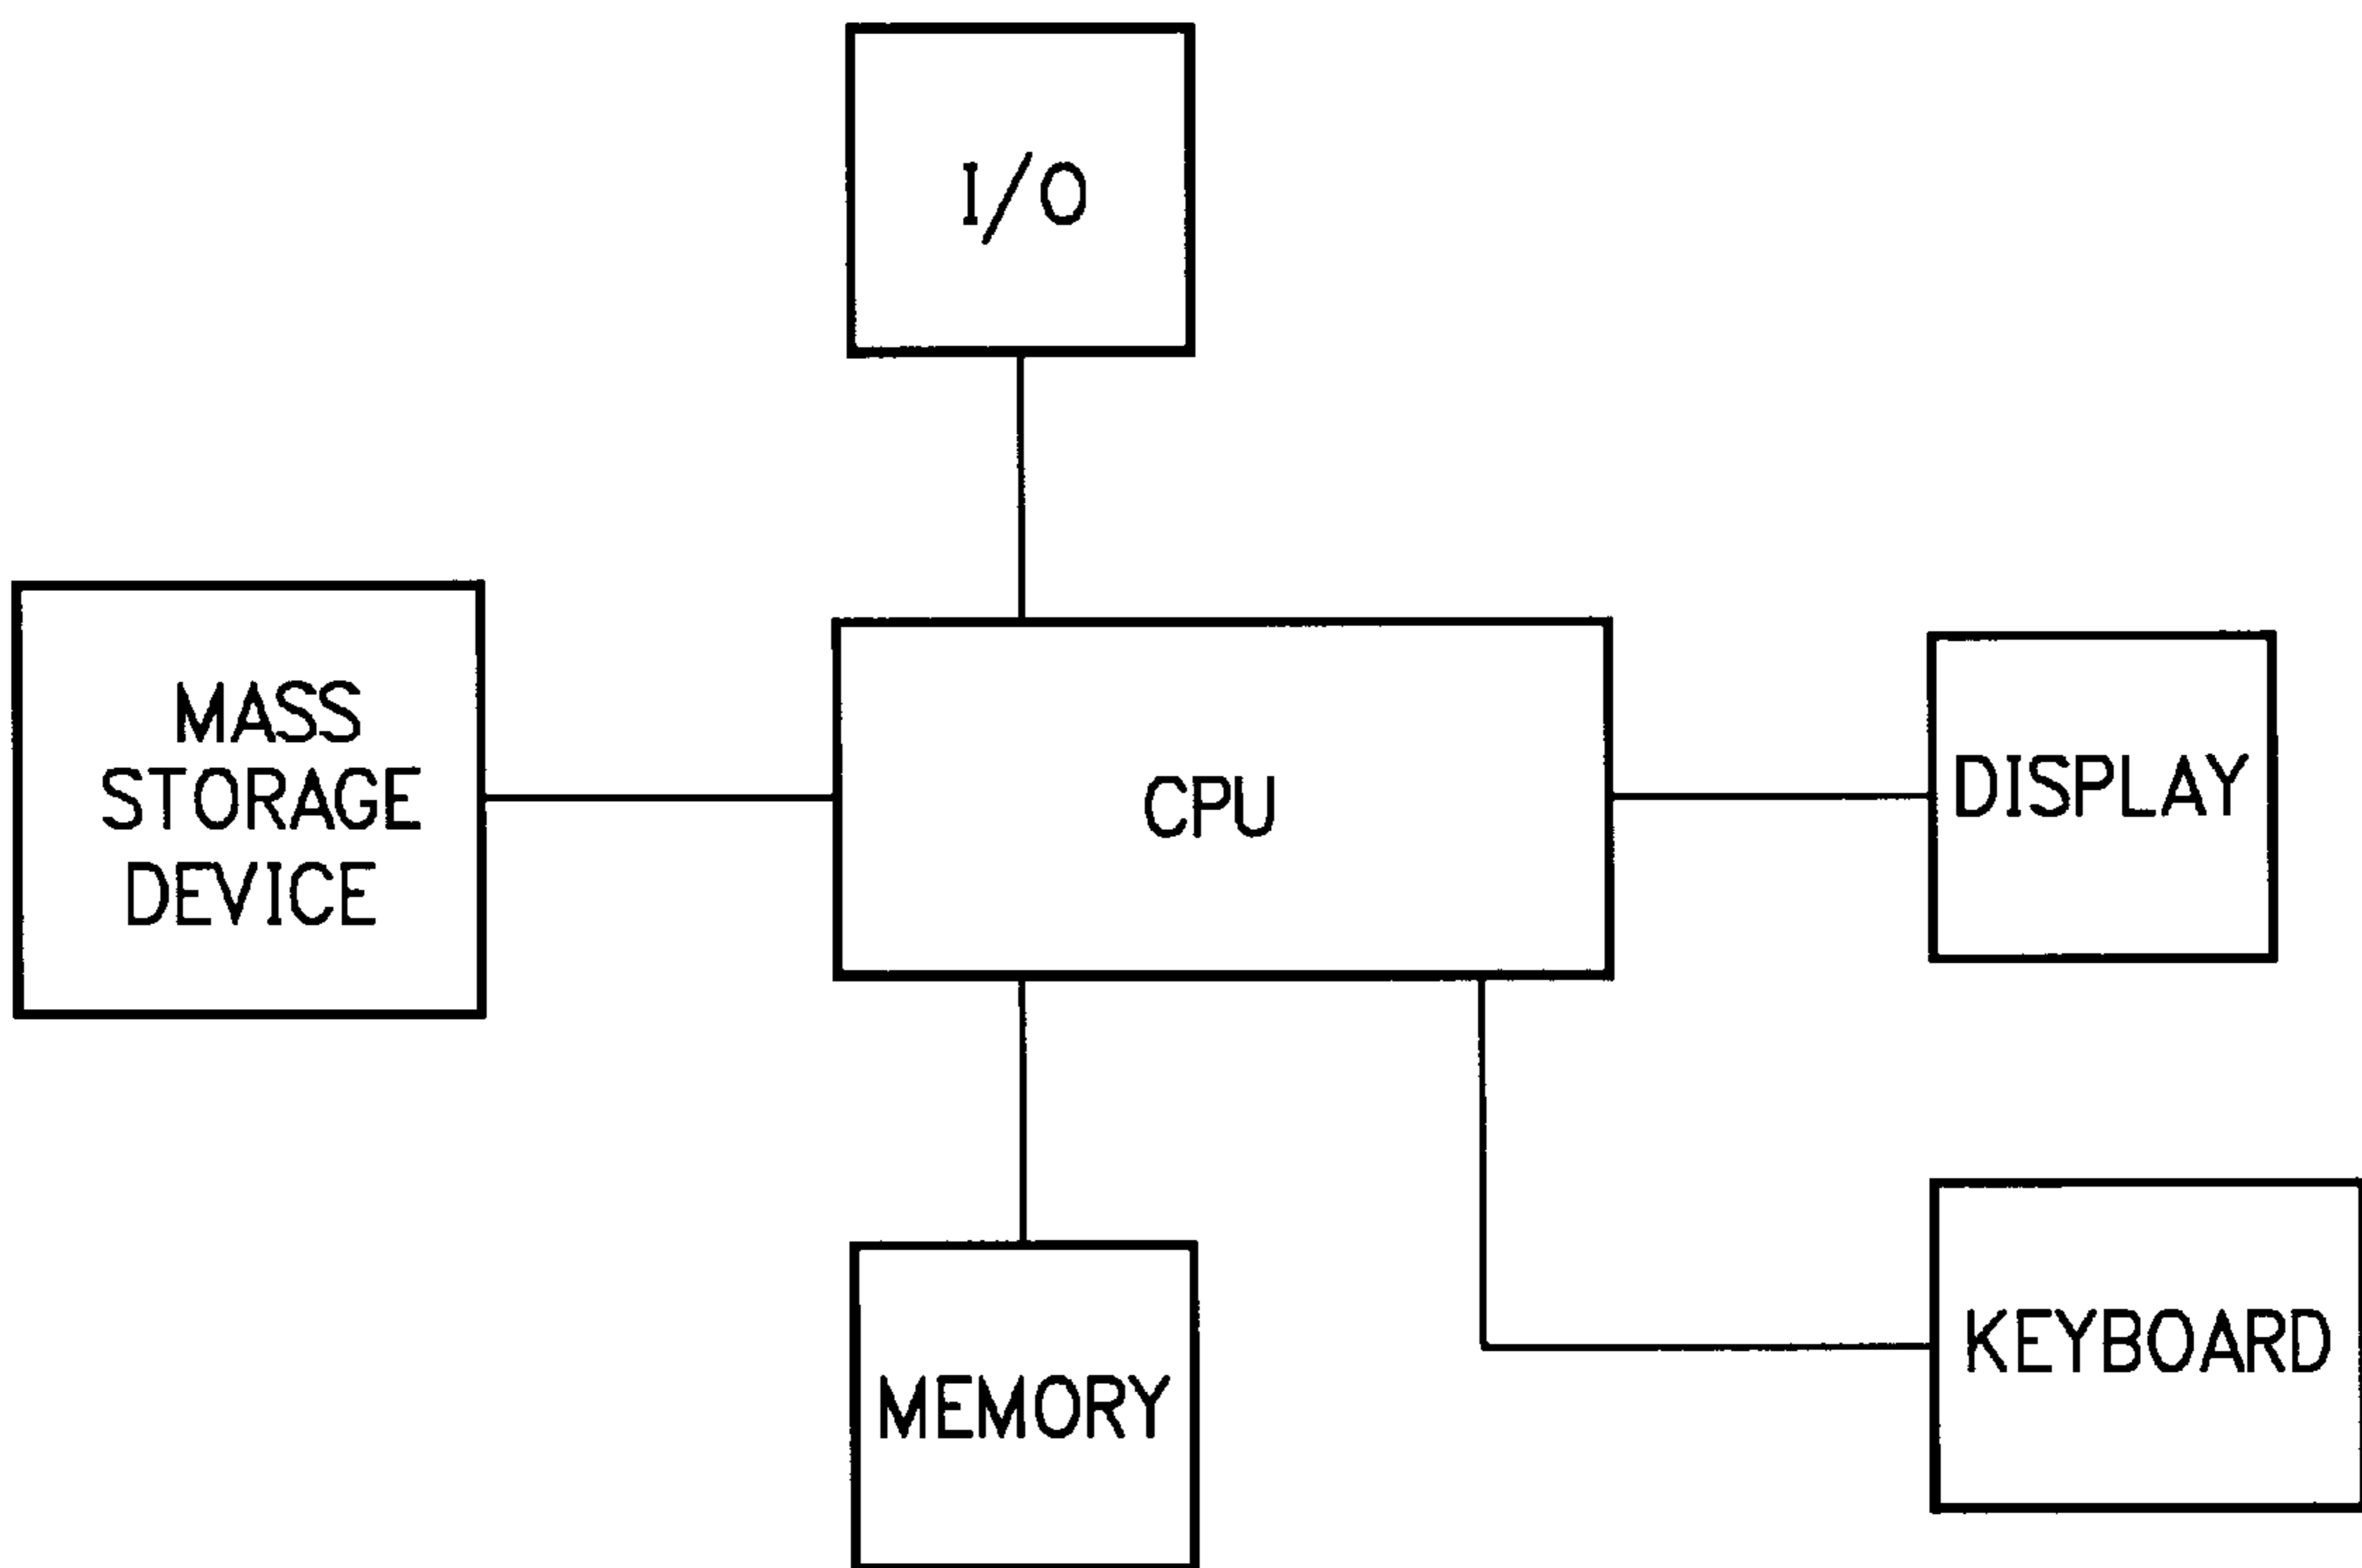 I/O
MASS
STORAGE
DEVICE
CPU
DISPLAY
KEYBOARD
MEMORY